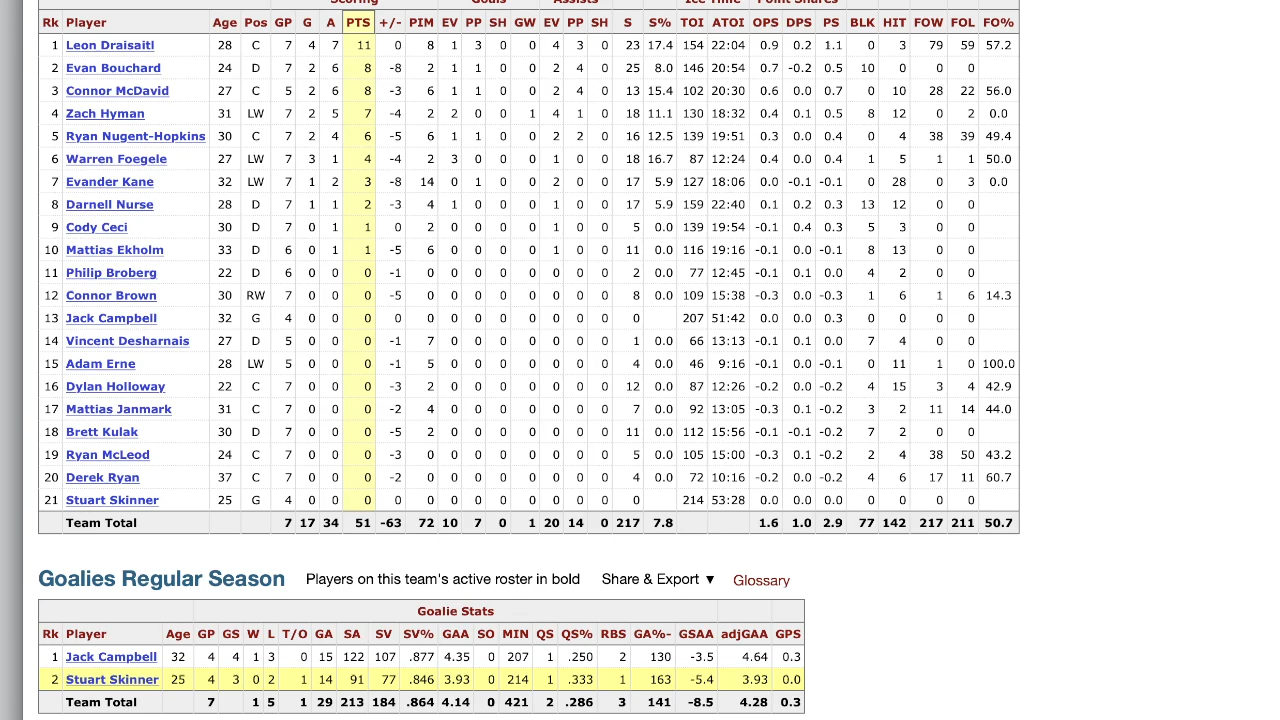 Scoring Goals Assists Ice Time Point Shares
Rk Player Age Pos GP G A PTS +/- PIM EV PP SH GW EV PP SH S S% TOI ATOI OPS DPS PS BLK HIT FOW FOL FO%
1 Leon Draisaitl 28 C 7 4 7 11 0 8 1 3 0 0 4 3 0 23 17.4 154 22:04 0.9 0.2 1.1 0 3 79 59 57.2
2 Evan Bouchard 24 D 7 2 6 8 -8 2 1 1 0 0 2 4 0 25 8.0 146 20:54 0.7 -0.2 0.5 10 0 0 0
3 Connor McDavid 27 C 5 2 6 8 -3 6 1 1 0 0 2 4 0 13 15.4 102 20:30 0.6 0.0 0.7 0 10 28 22 56.0
4 Zach Hyman 31 LW 7 2 5 7 -4 2 2 0 0 1 4 1 0 18 11.1 130 18:32 0.4 0.1 0.5 8 12 0 2 0.0
5 Ryan Nugent-Hopkins 30 C 7 2 4 6 -5 6 1 1 0 0 2 2 0 16 12.5 139 19:51 0.3 0.0 0.4 0 4 38 39 49.4
6 Warren Foegele 27 LW 7 3 1 4 -4 2 3 0 0 0 1 0 0 18 16.7 87 12:24 0.4 0.0 0.4 1 5 1 1 50.0
7 Evander Kane 32 LW 7 1 2 3 -8 14 0 1 0 0 2 0 0 17 5.9 127 18:06 0.0 -0.1 -0.1 0 28 0 3 0.0
8 Darnell Nurse 28 D 7 1 1 2 -3 4 1 0 0 0 1 0 0 17 5.9 159 22:40 0.1 0.2 0.3 13 12 0 0
9 Cody Ceci 30 D 7 0 1 1 0 2 0 0 0 0 1 0 0 5 0.0 139 19:54 -0.1 0.4 0.3 5 3 0 0
10 Mattias Ekholm 33 D 6 0 1 1 -5 6 0 0 0 0 1 0 0 11 0.0 116 19:16 -0.1 0.0 -0.1 8 13 0 0
11 Philip Broberg 22 D 6 0 0 0 -1 0 0 0 0 0 0 0 0 2 0.0 77 12:45 -0.1 0.1 0.0 4 2 0 0
12 Connor Brown 30 RW 7 0 0 0 -5 0 0 0 0 0 0 0 0 8 0.0 109 15:38 -0.3 0.0 -0.3 1 6 1 6 14.3
13 Jack Campbell 32 G 4 0 0 0 0 0 0 0 0 0 0 0 0 0 207 51:42 0.0 0.0 0.3 0 0 0 0
14 Vincent Desharnais 27 D 5 0 0 0 -1 7 0 0 0 0 0 0 0 1 0.0 66 13:13 -0.1 0.1 0.0 7 4 0 0
15 Adam Erne 28 LW 5 0 0 0 -1 5 0 0 0 0 0 0 0 4 0.0 46 9:16 -0.1 0.0 -0.1 0 11 1 0 100.0
16 Dylan Holloway 22 C 7 0 0 0 -3 2 0 0 0 0 0 0 0 12 0.0 87 12:26 -0.2 0.0 -0.2 4 15 3 4 42.9
17 Mattias Janmark 31 C 7 0 0 0 -2 4 0 0 0 0 0 0 0 7 0.0 92 13:05 -0.3 0.1 -0.2 3 2 11 14 44.0
18 Brett Kulak 30 D 7 0 0 0 -5 2 0 0 0 0 0 0 0 11 0.0 112 15:56 -0.1 -0.1 -0.2 7 2 0 0
19 Ryan McLeod 24 C 7 0 0 0 -3 0 0 0 0 0 0 0 0 5 0.0 105 15:00 -0.3 0.1 -0.2 2 4 38 50 43.2
20 Derek Ryan 37 C 7 0 0 0 -2 0 0 0 0 0 0 0 0 4 0.0 72 10:16 -0.2 0.0 -0.2 4 6 17 11 60.7
21 Stuart Skinner 25 G 4 0 0 0 0 0 0 0 0 0 0 0 0 0 214 53:28 0.0 0.0 0.0 0 0 0 0
Team Total 7 17 34 51 -63 72 10 7 0 1 20 14 0 217 7.8 1.6 1.0 2.9 77 142 217 211 50.7
Goalies Regular Season Players on this team's active roster in bold Share & Export ▼ Glossary
Goalie Stats
Rk Player Age GP GS W L T/O GA SA SV SV% GAA SO MIN QS QS% RBS GA%- GSAA adjGAA GPS
1 Jack Campbell 32 4 4 1 3 0 15 122 107 .877 4.35 0 207 1 .250 2 130 -3.5 4.64 0.3
2 Stuart Skinner 25 4 3 0 2 1 14 91 77 .846 3.93 0 214 1 .333 1 163 -5.4 3.93 0.0
Team Total 7 1 5 1 29 213 184 .864 4.14 0 421 2 .286 3 141 -8.5 4.28 0.3